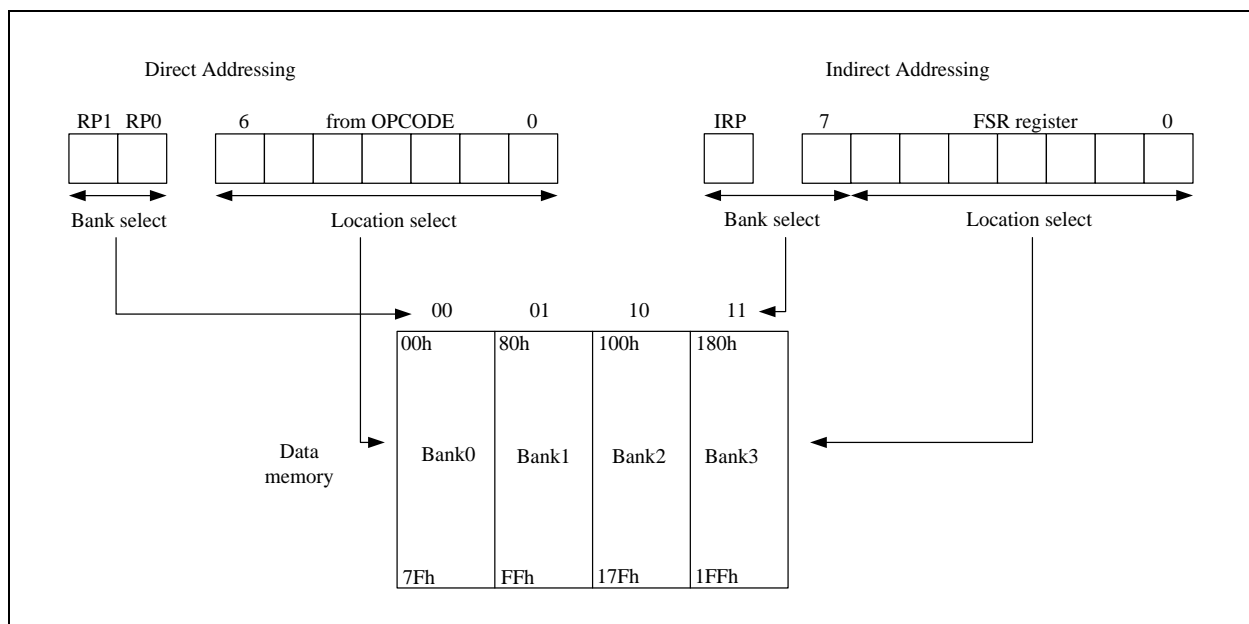 Direct Addressing
Indirect Addressing
RP1 RP0
6 from OPCODE 0
IRP
7 FSR register 0
Bank select
Location select
Bank select
Location select
00 01 10 11
00h 80h 100h 180h
Data
memory
Bank0 Bank1 Bank2 Bank3
7Fh FFh 17Fh 1FFh